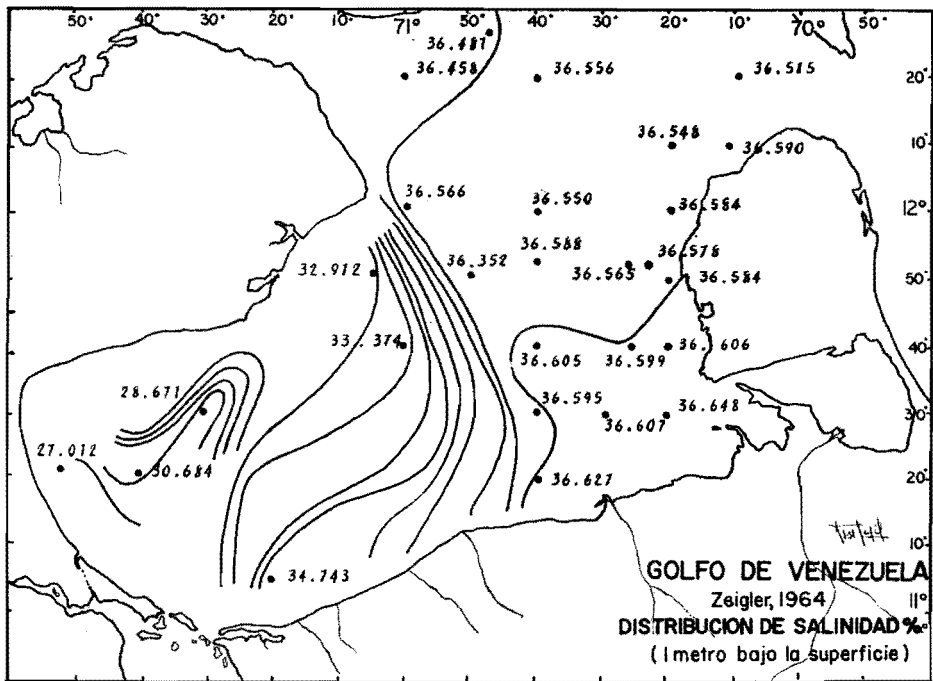 50' 40' 30' 20' 10' 71° 50' 40' 30' 20' 10' 70° 50'
36.481
36.458 36.556 36.515 20'
36.548 36.590 10'
36.566 36.550 36.584 12°
36.588 36.578
32.912 36.352 36.565 36.584 50'
33.374 40'
36.605 36.599 36.606
28.671 36.595 36.648 30'
36.607
27.012 30.684 36.627 20'
10'
34.743
GOLFO DE VENEZUELA
Zeigler, 1964 11°
DISTRIBUCION DE SALINIDAD ‰
(1 metro bajo la superficie)